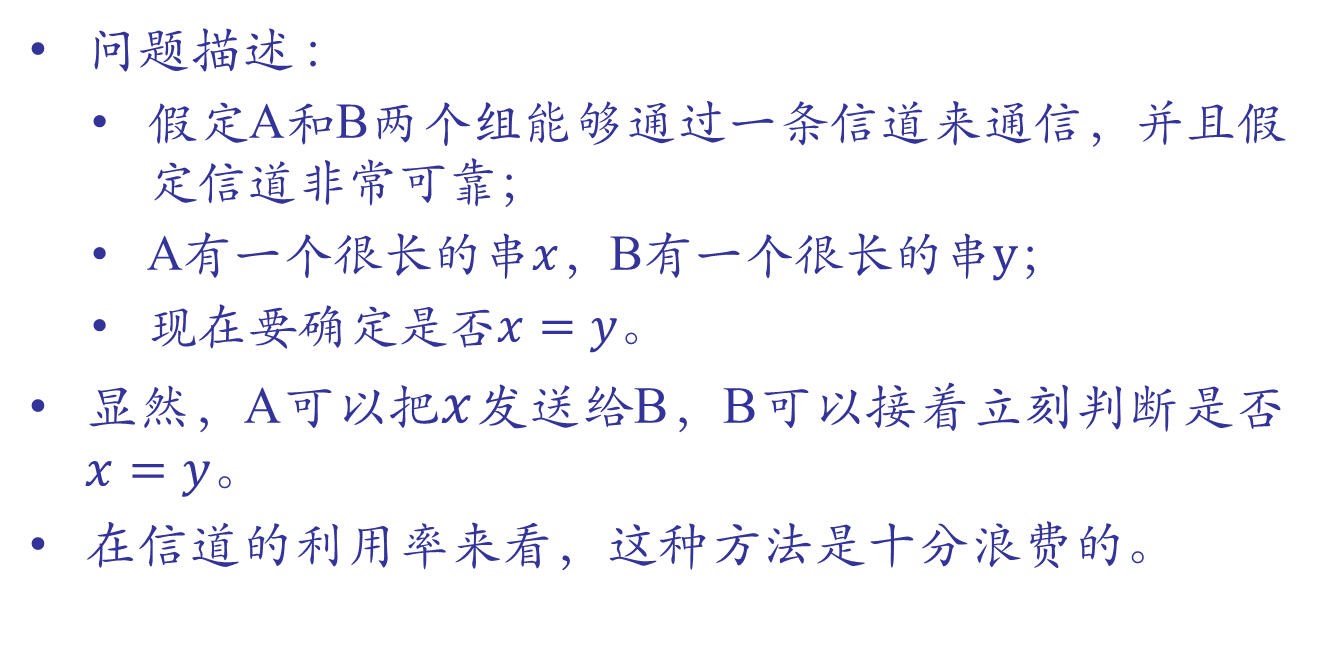 • 问题描述：
• 假定A和B两个组能够通过一条信道来通信，并且假
定信道非常可靠；
• A有一个很长的串x，B有一个很长的串y；
• 现在要确定是否x = y。
• 显然，A可以把x发送给B，B可以接着立刻判断是否
x = y。
• 在信道的利用率来看，这种方法是十分浪费的。